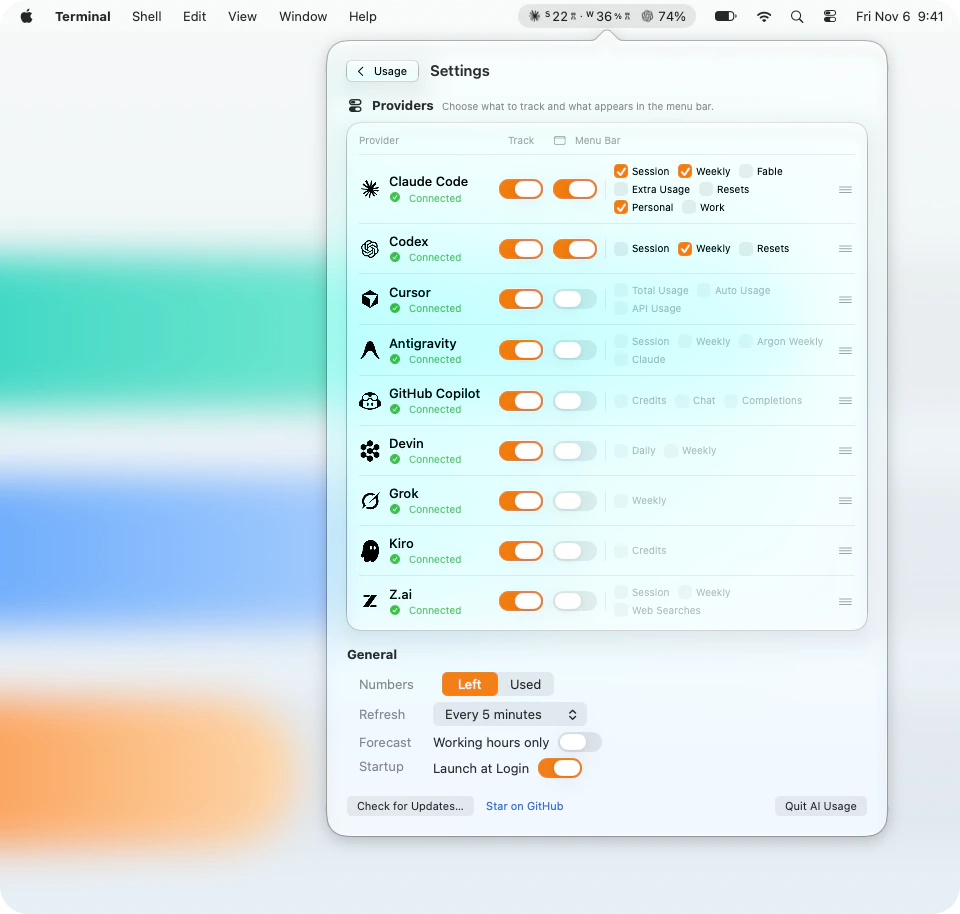 Terminal Shell Edit View Window Help S 22 · W 36% 74% Fri Nov 6 9:41
Usage Settings
Providers Choose what to track and what appears in the menu bar.
Provider Track Menu Bar
Claude Code
Connected
Session Weekly Fable
Extra Usage Resets
Personal Work
Codex
Connected
Session Weekly Resets
Cursor
Connected
Total Usage Auto Usage
API Usage
Antigravity
Connected
Session Weekly Argon Weekly
Claude
GitHub Copilot
Connected
Credits Chat Completions
Devin
Connected
Daily Weekly
Grok
Connected
Weekly
Kiro
Connected
Credits
Z.ai
Connected
Session Weekly
Web Searches
General
Numbers Left Used
Refresh Every 5 minutes
Forecast Working hours only
Startup Launch at Login
Check for Updates... Star on GitHub Quit AI Usage